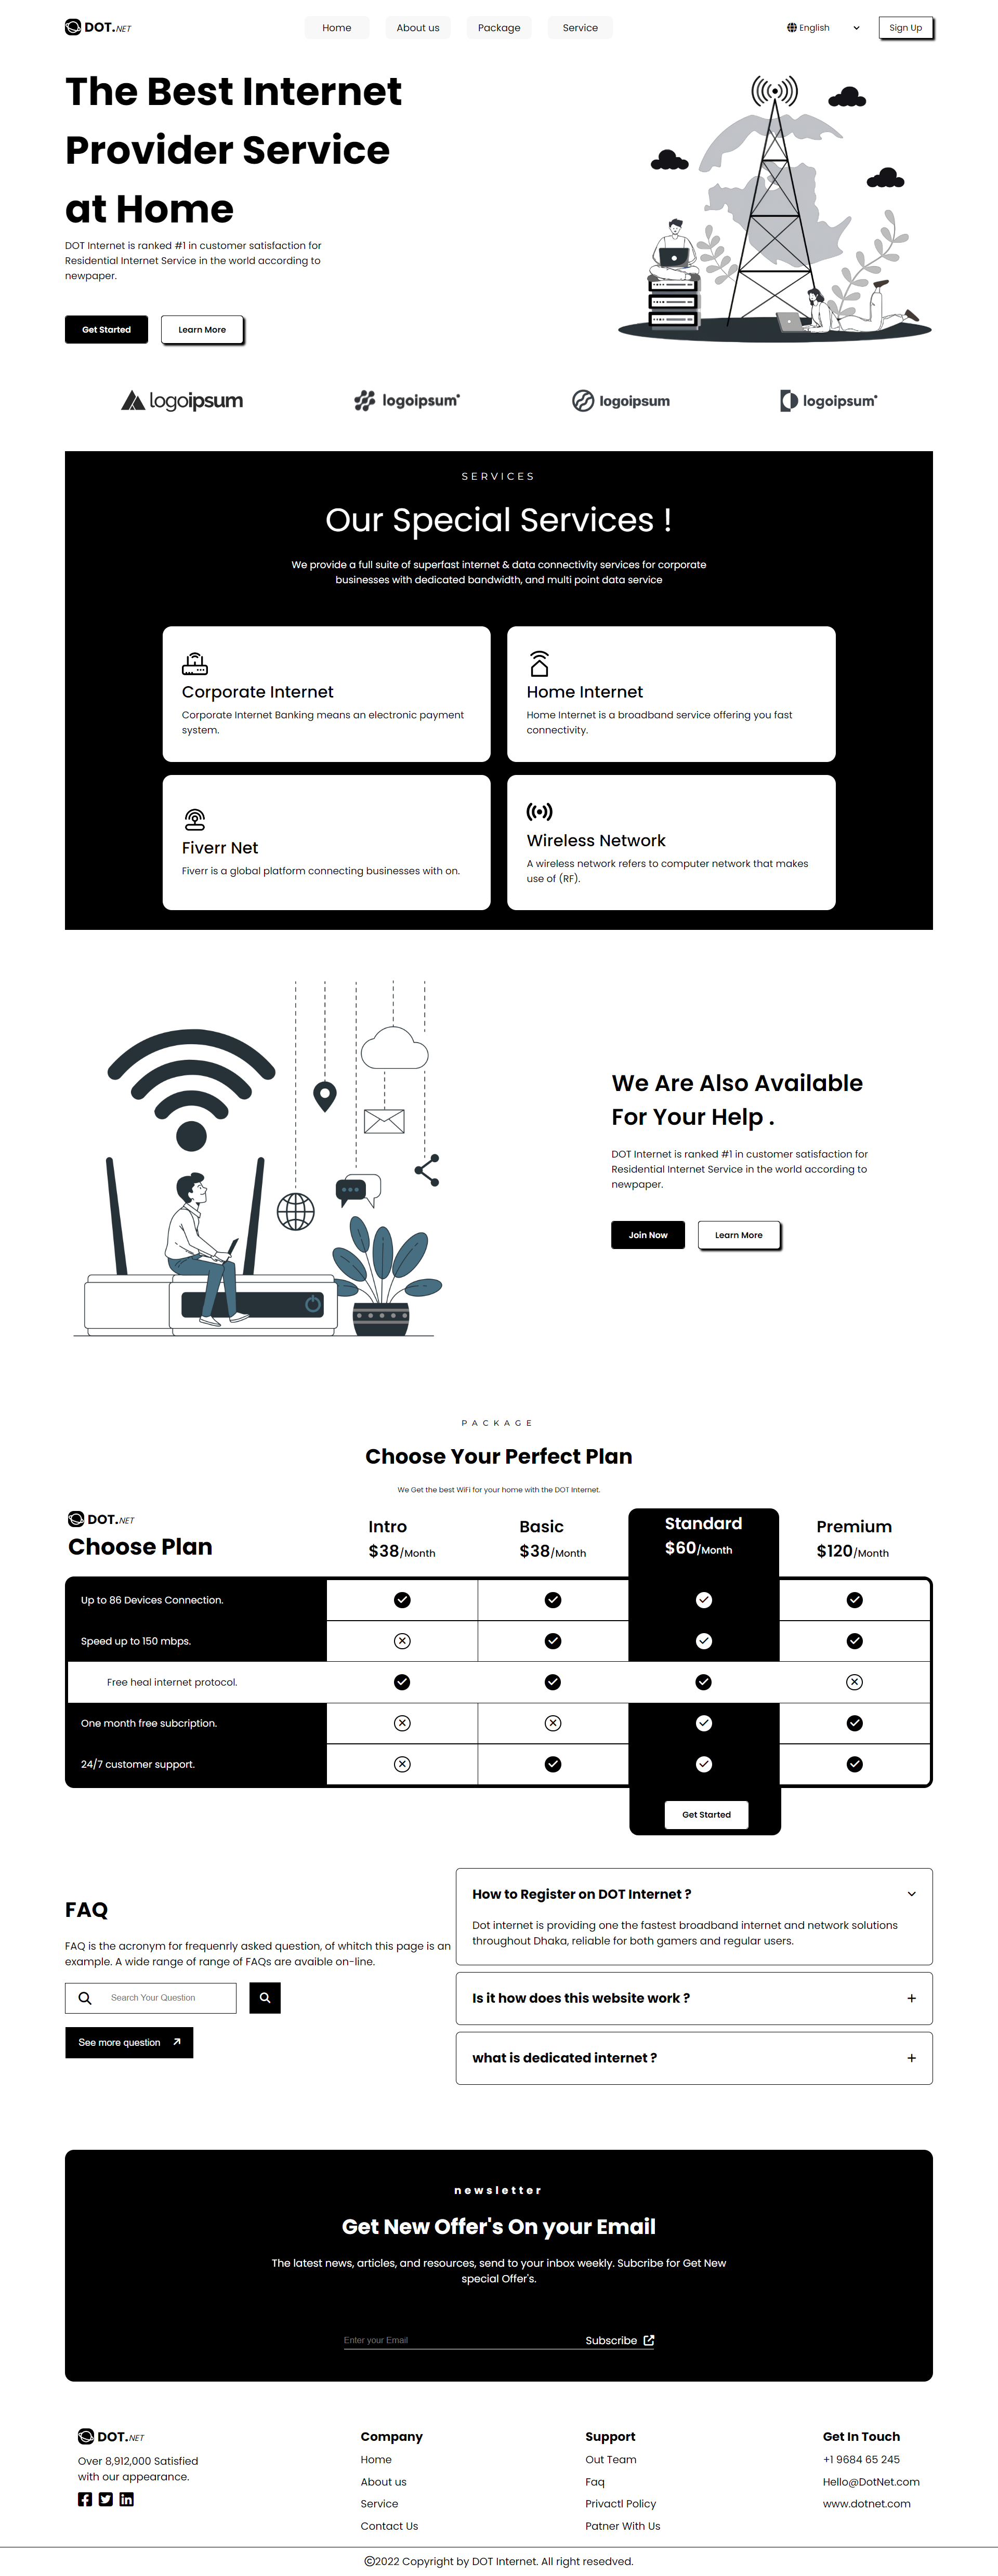 DOT.NET
Home About us Package Service
English
Sign Up
The Best Internet
Provider Service
at Home
DOT Internet is ranked #1 in customer satisfaction for
Residential Internet Service in the world according to
newpaper.
Get Started Learn More
logoipsum logoipsum logoipsum logoipsum
SERVICES
Our Special Services !
We provide a full suite of superfast internet & data connectivity services for corporate
businesses with dedicated bandwidth, and multi point data service
Corporate Internet
Corporate Internet Banking means an electronic payment
system.
Home Internet
Home Internet is a broadband service offering you fast
connectivity.
Fiverr Net
Fiverr is a global platform connecting businesses with on.
Wireless Network
A wireless network refers to computer network that makes
use of (RF).
We Are Also Available
For Your Help .
DOT Internet is ranked #1 in customer satisfaction for
Residential Internet Service in the world according to
newpaper.
Join Now Learn More
PACKAGE
Choose Your Perfect Plan
We Get the best WiFi for your home with the DOT Internet.
DOT.NET
Choose Plan
Intro
$38/Month
Basic
$38/Month
Standard
$60/Month
Premium
$120/Month
Up to 86 Devices Connection.
Speed up to 150 mbps.
Free heal internet protocol.
One month free subcription.
24/7 customer support.
Get Started
FAQ
FAQ is the acronym for frequenrly asked question, of whitch this page is an
example. A wide range of range of FAQs are avaible on-line.
Search Your Question
See more question
How to Register on DOT Internet ?
Dot internet is providing one the fastest broadband internet and network solutions
throughout Dhaka, reliable for both gamers and regular users.
Is it how does this website work ?
what is dedicated internet ?
newsletter
Get New Offer's On your Email
The latest news, articles, and resources, send to your inbox weekly. Subcribe for Get New
special Offer's.
Enter your Email
Subscribe
DOT.NET
Over 8,912,000 Satisfied
with our appearance.
Company
Home
About us
Service
Contact Us
Support
Out Team
Faq
Privactl Policy
Patner With Us
Get In Touch
+1 9684 65 245
Hello@DotNet.com
www.dotnet.com
©2022 Copyright by DOT Internet. All right resedved.